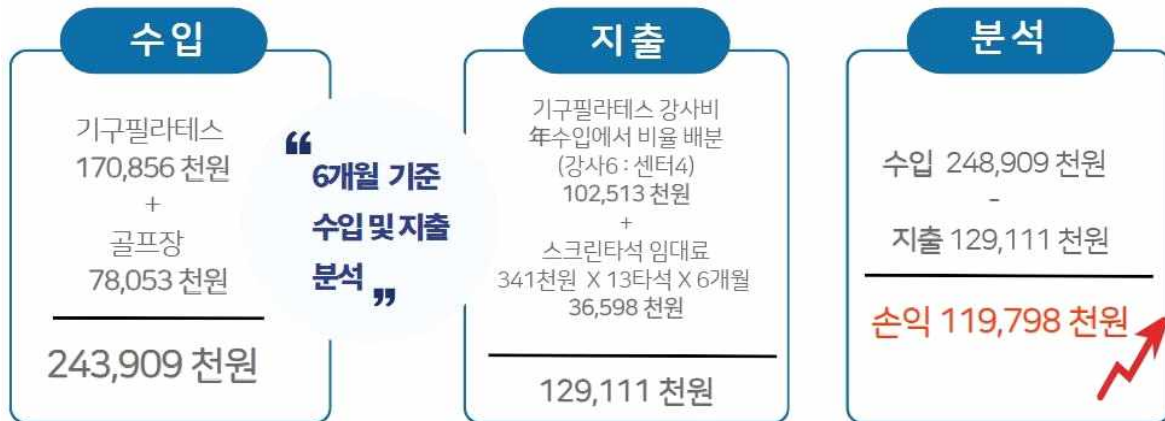 수입
기구필라테스
170,856 천원
+
골프장
78,053 천원
243,909 천원
“
6개월 기준
수입 및 지출
분석 ”
지출
기구필라테스 강사비
年수입에서 비율 배분
(강사6 : 센터4)
102,513 천원
+
스크린타석 임대료
341천원 X 13타석 X 6개월
36,598 천원
129,111 천원
분석
수입 248,909 천원
-
지출 129,111 천원
손익 119,798 천원